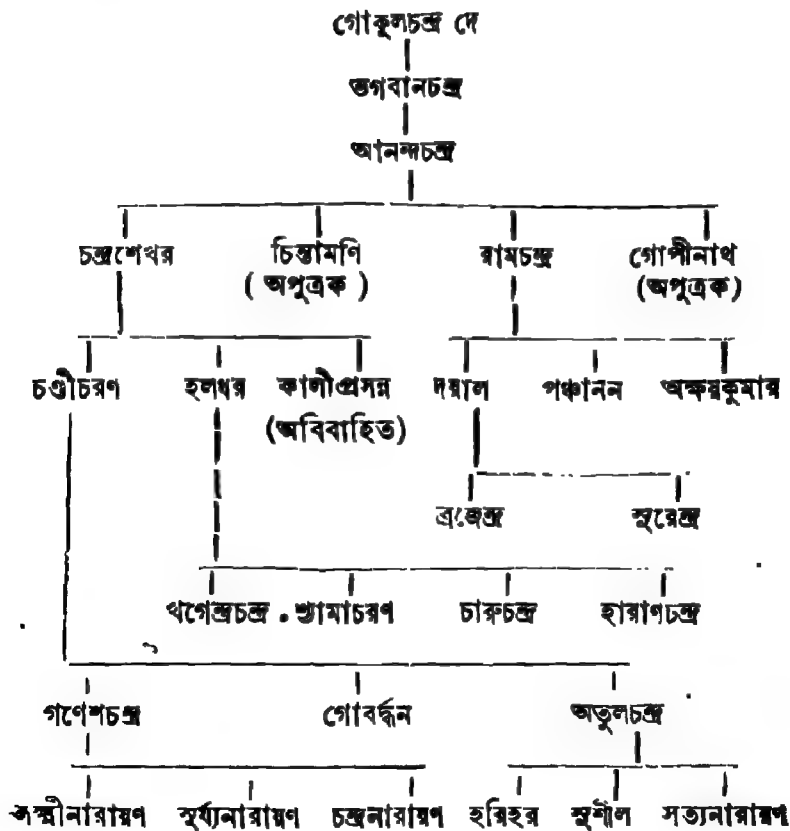 গোকুলচন্দ্র দে
ভগবানচন্দ্র
আনন্দচন্দ্র
চন্দ্রশেখর চিন্তামণি রামচন্দ্র গোপীনাথ
( অপুত্রক ) (অপুত্রক)
চণ্ডীচরণ হলধর কালীপ্রসন্ন দয়াল পঞ্চানন অক্ষয়কুমার
(অবিবাহিত)
ব্রজেন্দ্র সুরেন্দ্র
খগেন্দ্রচন্দ্র শ্যামাচরণ চারুচন্দ্র হারাণচন্দ্র
গণেশচন্দ্র গোবর্দ্ধন অতুলচন্দ্র
লক্ষ্মীনারায়ণ সূর্য্যনারায়ণ চন্দ্রনারায়ণ হরিহর সুশীল সত্যনারায়ণ